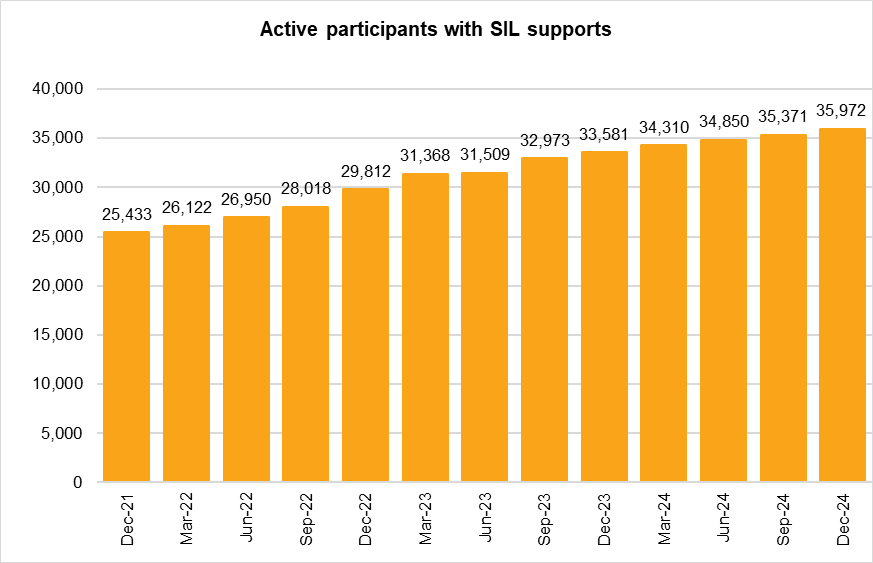 Active participants with SIL supports
40,000
35,000
30,000
25,000
20,000
15,000
10,000
5,000
0
25,433
26,122
26,950
28,018
29,812
31,368
31,509
32,973
33,581
34,310
34,850
35,371
35,972
Dec-21
Mar-22
Jun-22
Sep-22
Dec-22
Mar-23
Jun-23
Sep-23
Dec-23
Mar-24
Jun-24
Sep-24
Dec-24